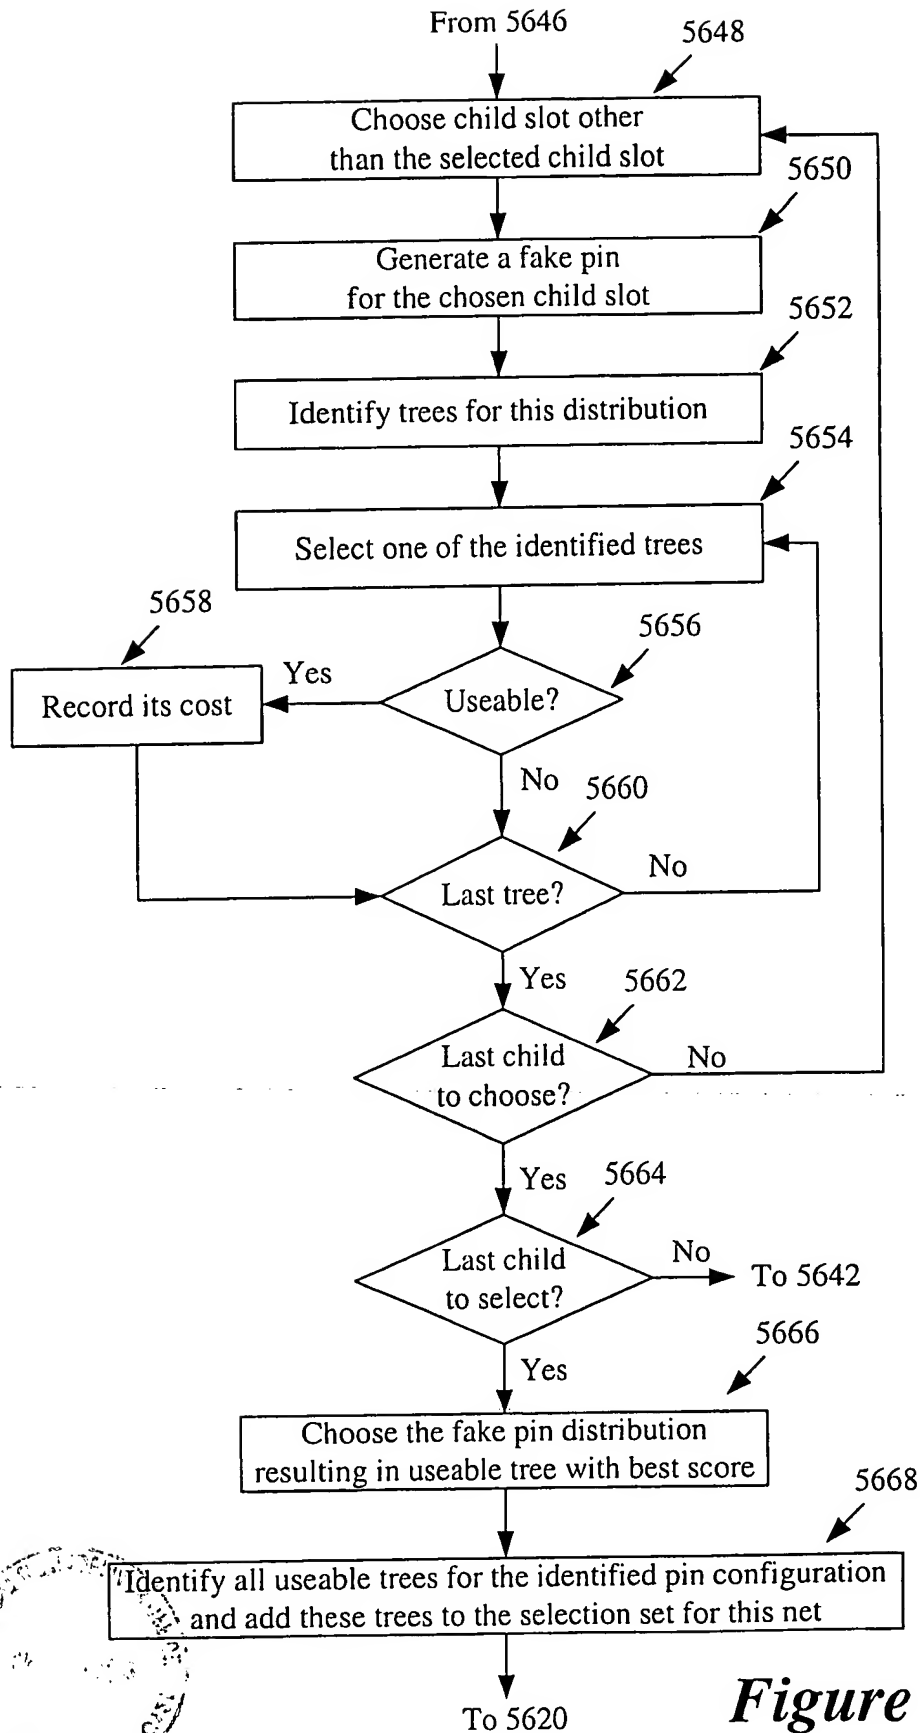 From 5646
5648
Choose child slot other
than the selected child slot
5650
Generate a fake pin
for the chosen child slot
5652
Identify trees for this distribution
5654
Select one of the identified trees
5658
5656
Yes
Record its cost
Useable?
No
5660
Last tree?
No
Yes
5662
Last child
to choose?
No
Yes
5664
Last child
to select?
No
To 5642
5666
Yes
Choose the fake pin distribution
resulting in useable tree with best score
5668
Identify all useable trees for the identified pin configuration
and add these trees to the selection set for this net
To 5620
Figure